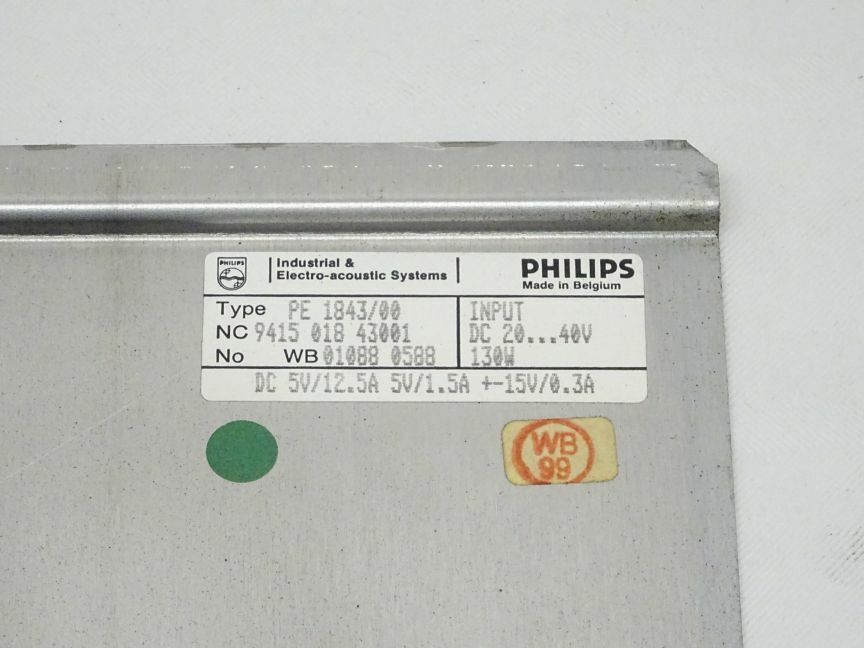 PHILIPS
Industrial &
Electro-acoustic Systems
PHILIPS
Made in Belgium
Type PE 1843/00
NC 9415 018 43001
No WB 01088 0588
INPUT
DC 20...40V
130W
DC 5V/12.5A 5V/1.5A +-15V/0.3A
WB
99